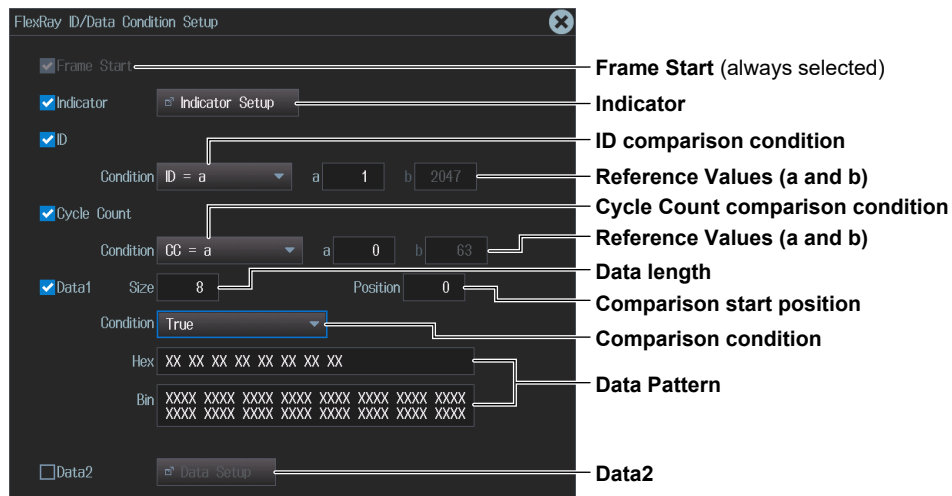 FlexRay ID/Data Condition Setup
Frame Start
Frame Start (always selected)
Indicator
Indicator Setup
Indicator
ID
ID comparison condition
Condition ID = a a 1 b 2047
Reference Values (a and b)
Cycle Count
Cycle Count comparison condition
Condition CC = a a 0 b 63
Reference Values (a and b)
Data1 Size 8 Position 0
Data length
Comparison start position
Condition True
Comparison condition
Hex XX XX XX XX XX XX XX XX
Data Pattern
Bin XXXX XXXX XXXX XXXX XXXX XXXX XXXX XXXX
XXXX XXXX XXXX XXXX XXXX XXXX XXXX XXXX
Data2 Data Setup
Data2